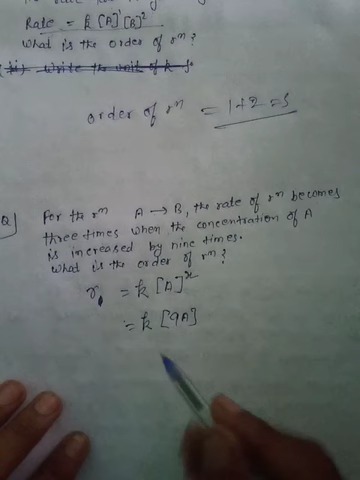 Rate = k [A]¹ [B]²
What is the order of rⁿ?
(ii) Write the unit of k
order of rⁿ = 1+2 = 3
Q] For the rⁿ A → B, the rate of rⁿ becomes
three times when the concentration of A
is increased by nine times.
What is the order of rⁿ?
r₁ = k [A]ˣ
= k [9A]